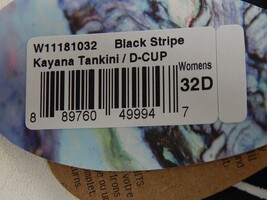 W11181032 Black Stripe
Kayana Tankini / D-CUP
Womens
32D
8 89760 49994 7